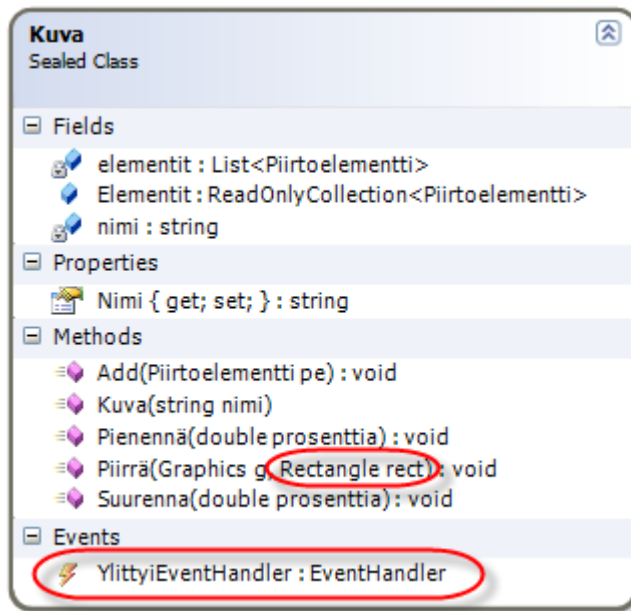 Kuva
Sealed Class
Fields
elementit : List<Piirtoelementti>
Elementit : ReadOnlyCollection<Piirtoelementti>
nimi : string
Properties
Nimi { get; set; } : string
Methods
Add(Piirtoelementti pe) : void
Kuva(string nimi)
Pienennä(double prosenttia) : void
Piirrä(Graphics g, Rectangle rect) : void
Suurenna(double prosenttia) : void
Events
YlittyiEventHandler : EventHandler